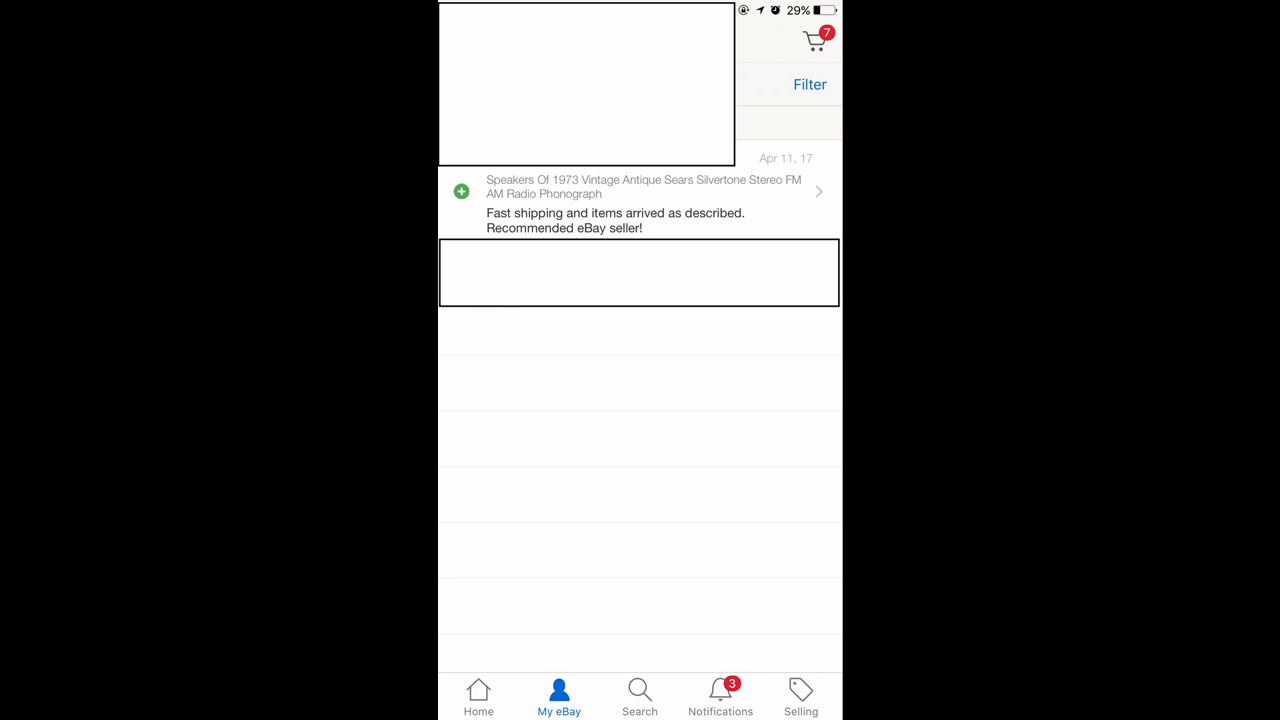 29%
7
Filter
Apr 11, 17
Speakers Of 1973 Vintage Antique Sears Silvertone Stereo FM
AM Radio Phonograph
Fast shipping and items arrived as described.
Recommended eBay seller!
3
Home
My eBay
Search
Notifications
Selling